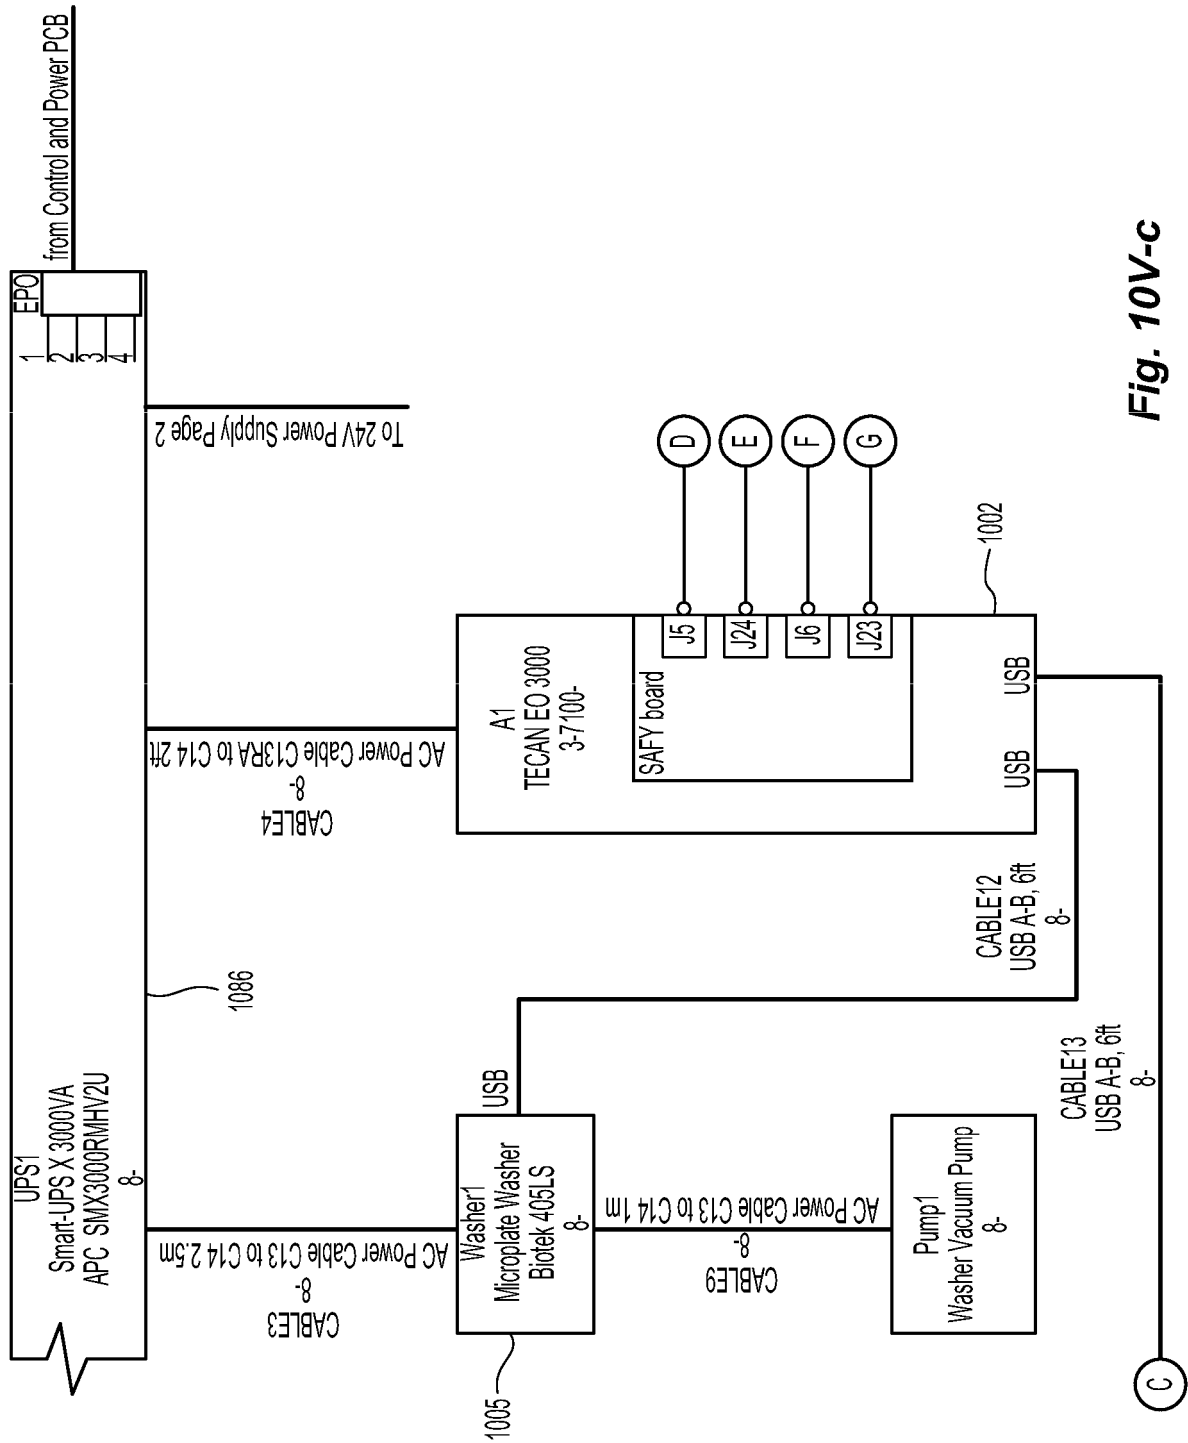 UPS1
Smart-UPS X 3000VA
APC SMX3000RMHV2U
8-
EPO
1
2
3
4
from Control and Power PCB
1086
To 24V Power Supply Page 2
AC Power Cable C13 to C14 2.5m
8-
CABLE3
AC Power Cable C13RA to C14 2ft
8-
CABLE4
Washer1
Microplate Washer
Biotek 405LS
8-
USB
1005
A1
TECAN EO 3000
3-7100-
SAFY board
J5
J24
J6
J23
D
E
F
G
USB
USB
1002
AC Power Cable C13 to C14 1m
8-
CABLE9
Pump1
Washer Vacuum Pump
8-
CABLE12
USB A-B, 6ft
8-
CABLE13
USB A-B, 6ft
8-
C
Fig. 10V-c